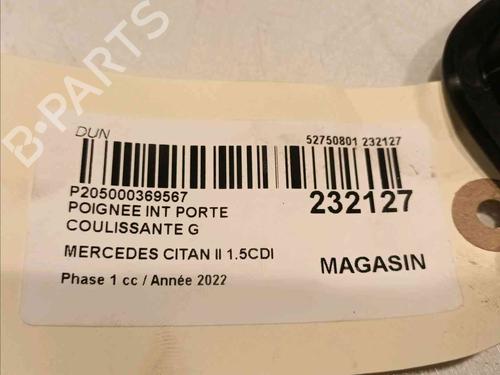 B-PARTS
DUN
52750801 232127
P205000369567
POIGNEE INT PORTE
COULISSANTE G
232127
MERCEDES CITAN II 1.5CDI
MAGASIN
Phase 1 cc / Année 2022